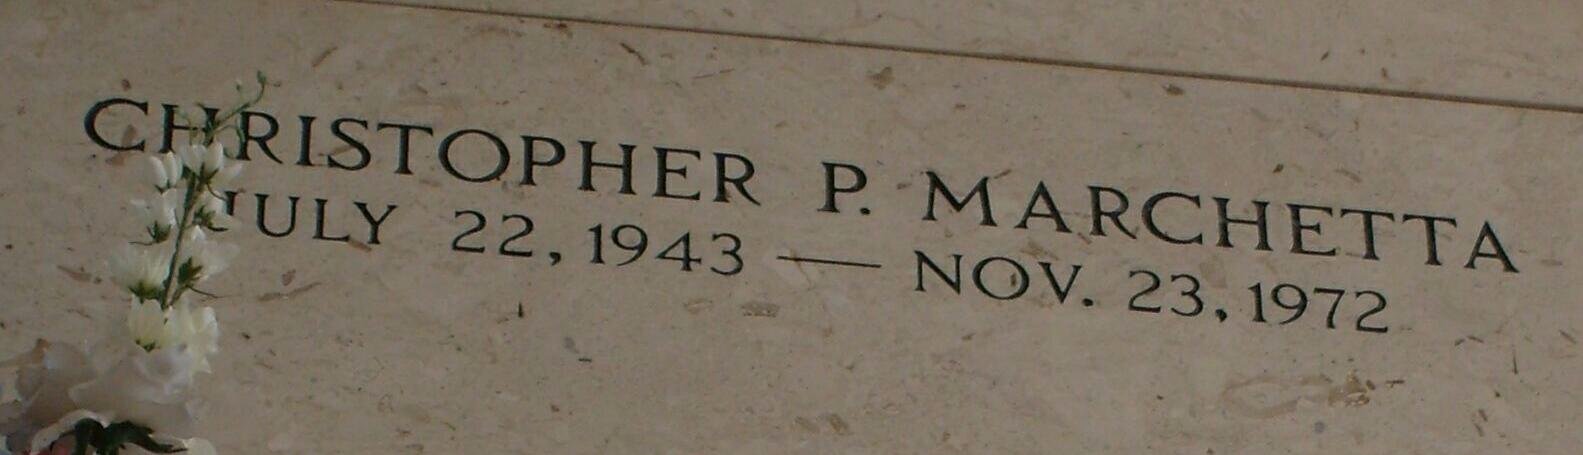 CHRISTOPHER P. MARCHETTA
JULY 22, 1943 — NOV. 23, 1972